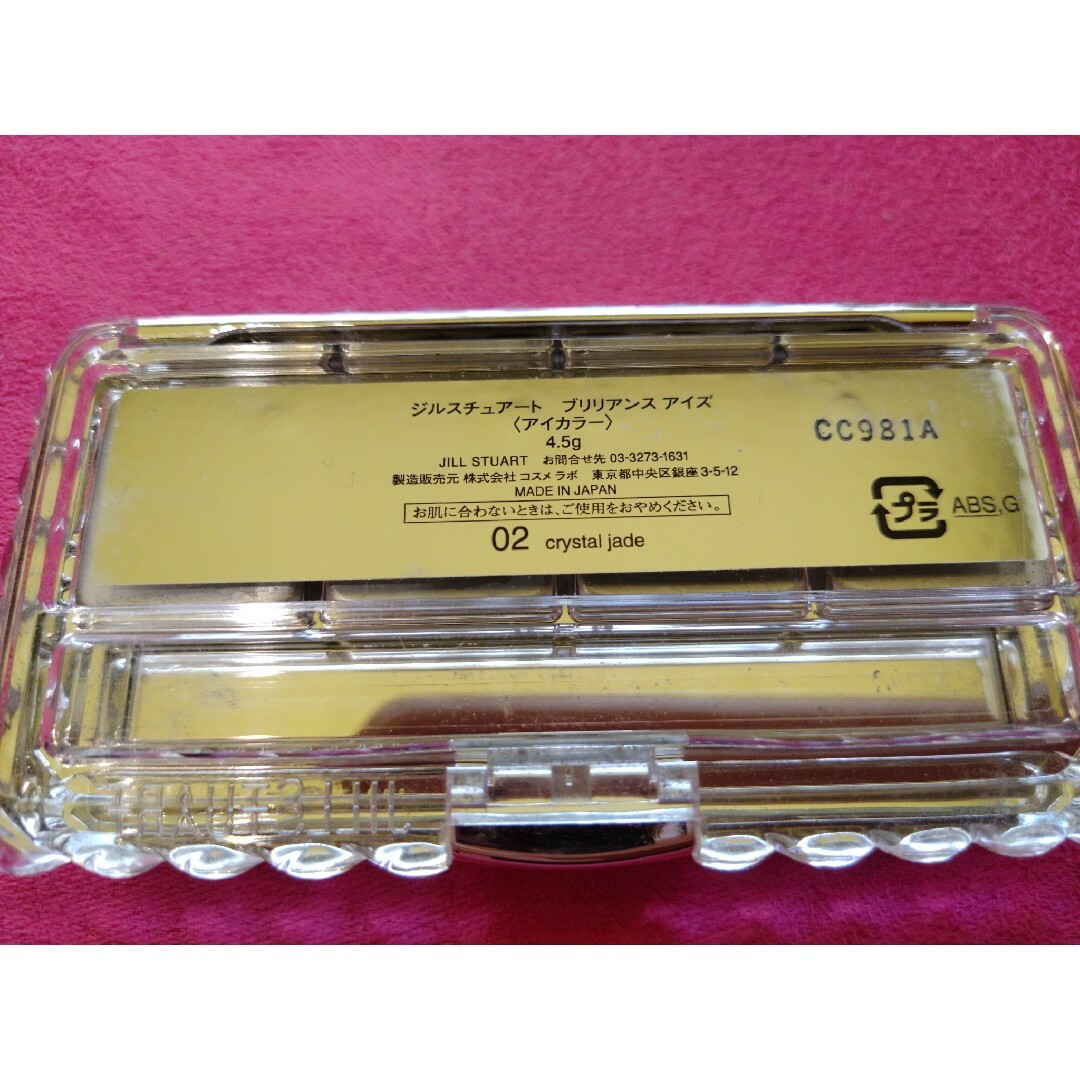 ジルスチュアート ブリリアンス アイズ
〈アイカラー〉
4.5g
JILL STUART お問合せ先 03-3273-1631
製造販売元 株式会社 コスメラボ 東京都中央区銀座 3-5-12
MADE IN JAPAN
お肌に合わないときは、ご使用をおやめください。
02 crystal jade
CC981A
プラ ABS,G
JILL STUART